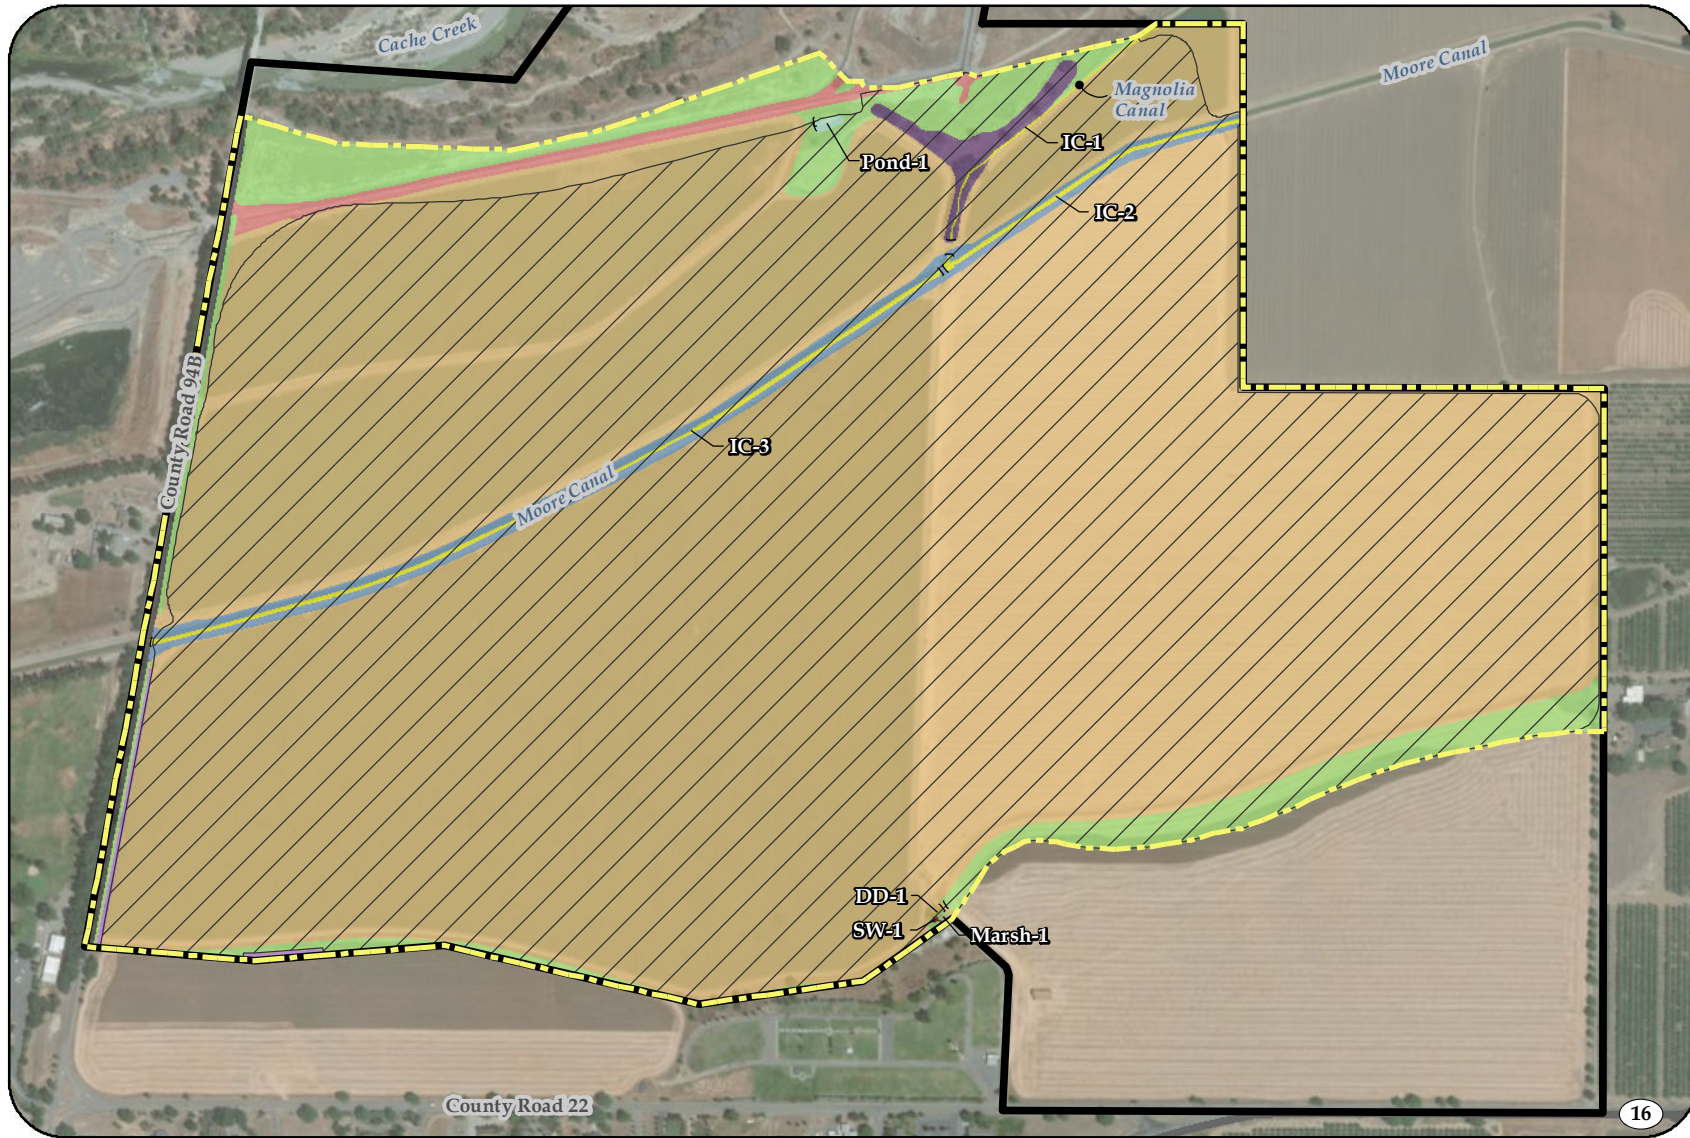 Cache Creek
Moore Canal
Magnolia
Canal
IC-1
Pond-1
IC-2
County Road 94B
IC-3
Moore Canal
DD-1
SW-1
Marsh-1
County Road 22
16